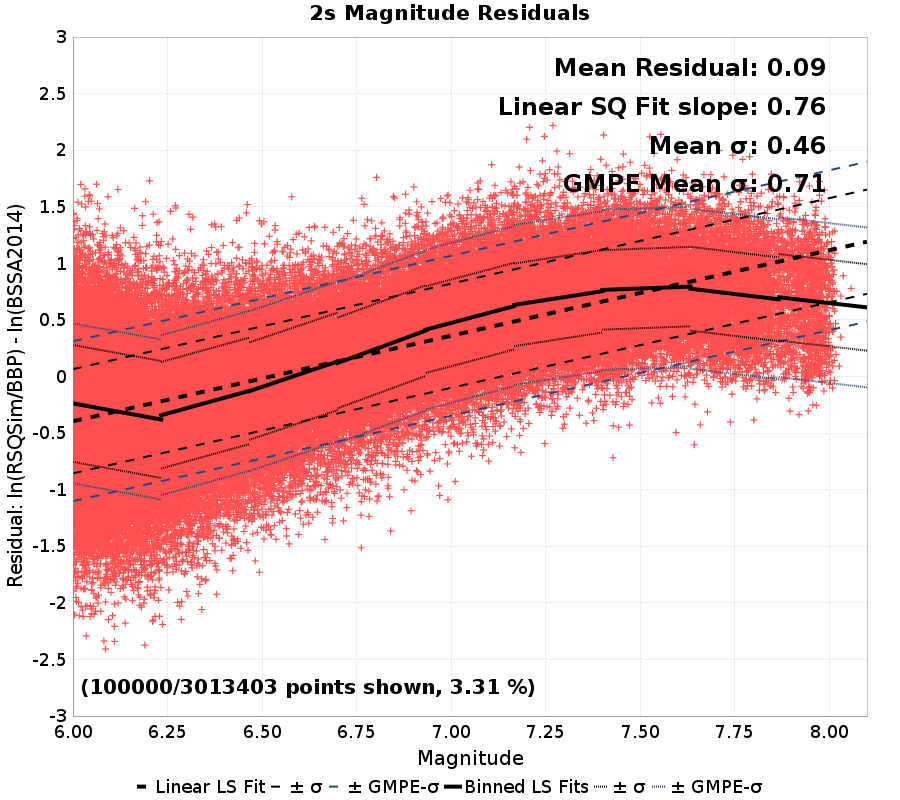 2s Magnitude Residuals
Mean Residual: 0.09
Linear SQ Fit slope: 0.76
Mean σ: 0.46
GMPE Mean σ: 0.71
Residual: ln(RSQSim/BBP) - ln(BSSA2014)
3
2.5
2
1.5
1
0.5
0
-0.5
-1
-1.5
-2
-2.5
-3
(100000/3013403 points shown, 3.31 %)
6.00 6.25 6.50 6.75 7.00 7.25 7.50 7.75 8.00
Magnitude
Linear LS Fit ± σ ± GMPE-σ Binned LS Fits ± σ ± GMPE-σ